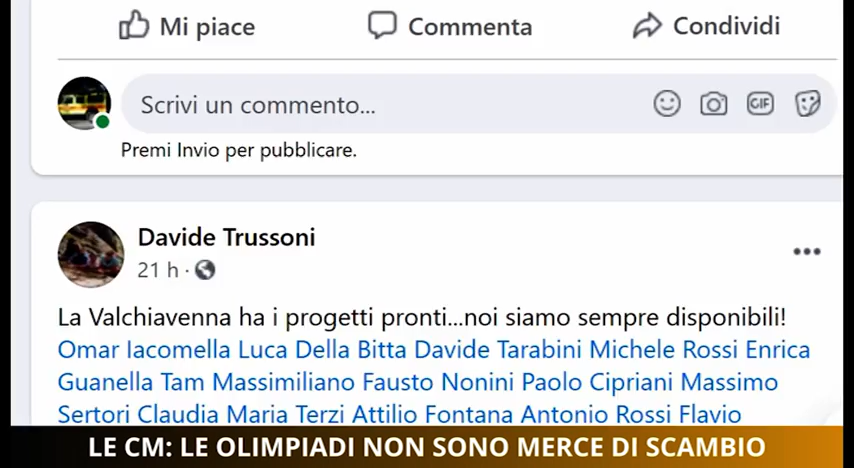 Mi piace Commenta Condividi
Scrivi un commento... GIF
Premi Invio per pubblicare.
Davide Trussoni
21 h ·
La Valchiavenna ha i progetti pronti...noi siamo sempre disponibili!
Omar Iacomella Luca Della Bitta Davide Tarabini Michele Rossi Enrica
Guanella Tam Massimiliano Fausto Nonini Paolo Cipriani Massimo
Sertori Claudia Maria Terzi Attilio Fontana Antonio Rossi Flavio
LE CM: LE OLIMPIADI NON SONO MERCE DI SCAMBIO